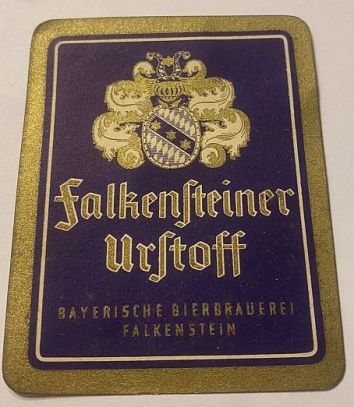 Falkensteiner
Urstoff
BAYERISCHE BIERBRAUEREI
FALKENSTEIN